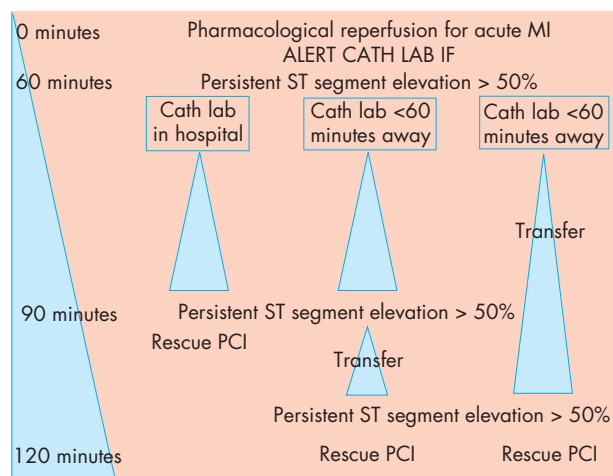 0 minutes
Pharmacological reperfusion for acute MI
ALERT CATH LAB IF
60 minutes
Persistent ST segment elevation > 50%
Cath lab
in hospital
Cath lab <60
minutes away
Cath lab <60
minutes away
Transfer
90 minutes
Persistent ST segment elevation > 50%
Rescue PCI
Transfer
Persistent ST segment elevation > 50%
120 minutes
Rescue PCI
Rescue PCI